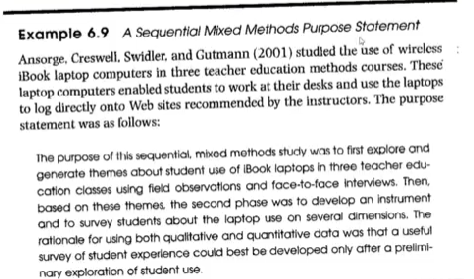 Example 6.9 A Sequential Mixed Methods Purpose Statement
Ansorge, Creswell, Swidler, and Gutmann (2001) studied the use of wireless
iBook laptop computers in three teacher education methods courses. These
laptop computers enabled students to work at their desks and use the laptops
to log directly onto Web sites recommended by the instructors. The purpose
statement was as follows:
The purpose of this sequential, mixed methods study was to first explore and
generate themes about student use of iBook laptops in three teacher edu-
cation classes using field observations and face-to-face interviews. Then,
based on these themes, the second phase was to develop an instrument
and to survey students about the laptop use on several dimensions. The
rationale for using both qualitative and quantitative data was that a useful
survey of student experience could best be developed only after a prelimi-
nary exploration of student use.